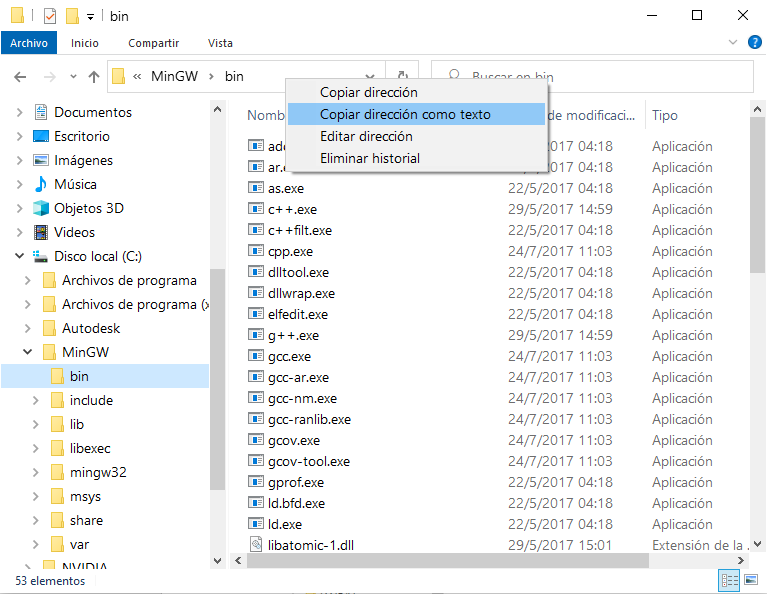 bin
Archivo Inicio Compartir Vista
« MinGW > bin
Buscar en bin
Copiar dirección
Copiar dirección como texto
Editar dirección
Eliminar historial
Documentos
Escritorio
Imágenes
Música
Objetos 3D
Videos
Disco local (C:)
Archivos de programa
Archivos de programa (x
Autodesk
MinGW
bin
include
lib
libexec
mingw32
msys
share
var
NVIDIA
Nomb de modificaci... Tipo
add 2017 04:18 Aplicación
ar.e 2017 04:18 Aplicación
as.exe 22/5/2017 04:18 Aplicación
c++.exe 29/5/2017 14:59 Aplicación
c++filt.exe 22/5/2017 04:18 Aplicación
cpp.exe 24/7/2017 11:03 Aplicación
dlltool.exe 22/5/2017 04:18 Aplicación
dllwrap.exe 22/5/2017 04:18 Aplicación
elfedit.exe 22/5/2017 04:18 Aplicación
g++.exe 29/5/2017 14:59 Aplicación
gcc.exe 24/7/2017 11:03 Aplicación
gcc-ar.exe 24/7/2017 11:03 Aplicación
gcc-nm.exe 24/7/2017 11:03 Aplicación
gcc-ranlib.exe 24/7/2017 11:03 Aplicación
gcov.exe 24/7/2017 11:03 Aplicación
gcov-tool.exe 24/7/2017 11:03 Aplicación
gprof.exe 22/5/2017 04:18 Aplicación
ld.bfd.exe 22/5/2017 04:18 Aplicación
ld.exe 22/5/2017 04:18 Aplicación
libatomic-1.dll 29/5/2017 15:01 Extensión de la .
53 elementos